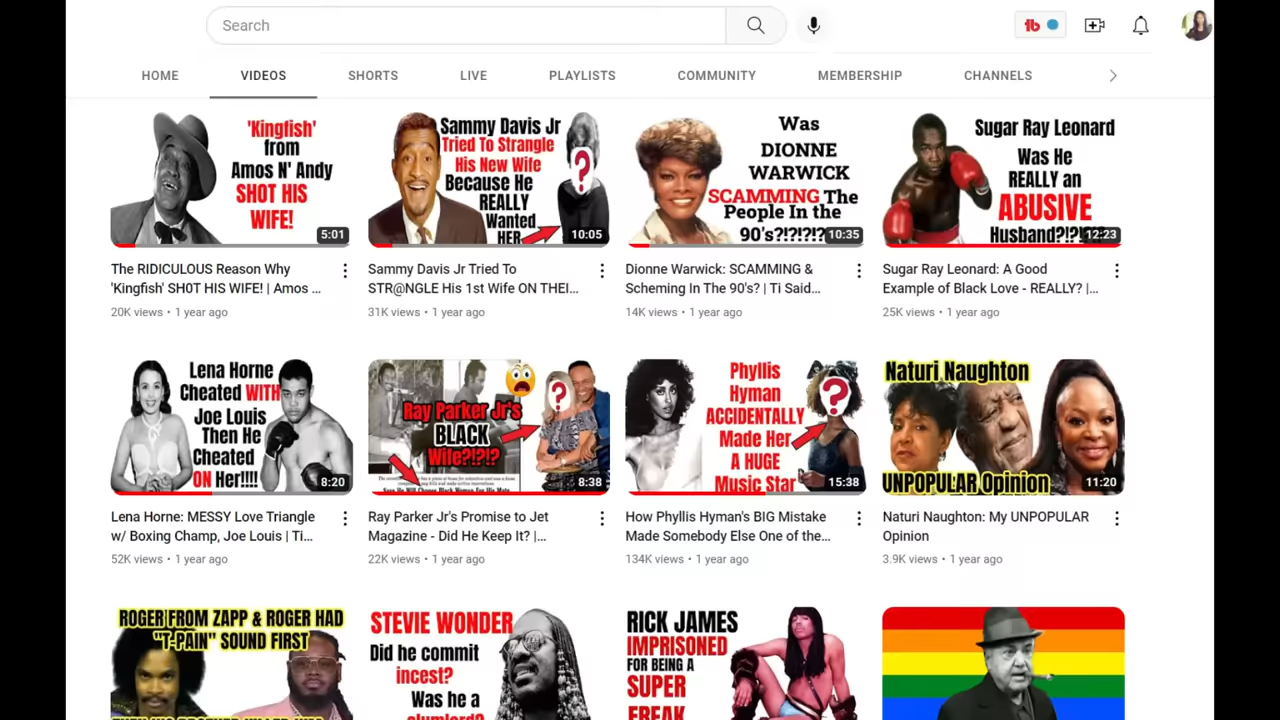 Search
HOME
VIDEOS
SHORTS
LIVE
PLAYLISTS
COMMUNITY
MEMBERSHIP
CHANNELS
'Kingfish'
from
Amos N' Andy
SHOT HIS
WIFE!
5:01
The RIDICULOUS Reason Why
'Kingfish' SH0T HIS WIFE! | Amos ...
20K views • 1 year ago
Sammy Davis Jr
Tried To Strangle
His New Wife
Because He
REALLY
Wanted
HER
?
10:05
Sammy Davis Jr Tried To
STR@NGLE His 1st Wife ON THEI...
31K views • 1 year ago
Was
DIONNE
WARWICK
SCAMMING The
People In the
90's?!?!?!?
10:35
Dionne Warwick: SCAMMING &
Scheming In The 90's? | Ti Said...
14K views • 1 year ago
Sugar Ray Leonard
Was He
REALLY an
ABUSIVE
Husband?!?!
12:23
Sugar Ray Leonard: A Good
Example of Black Love - REALLY? |...
25K views • 1 year ago
Lena Horne
Cheated WITH
Joe Louis
Then He
Cheated
ON Her!!!!
8:20
Lena Horne: MESSY Love Triangle
w/ Boxing Champ, Joe Louis | Ti...
52K views • 1 year ago
Ray Parker Jr's
BLACK
Wife?!?!?
?
8:38
Ray Parker Jr's Promise to Jet
Magazine - Did He Keep It? |...
22K views • 1 year ago
Phyllis
Hyman
ACCIDENTALLY
Made Her
A HUGE
Music Star
?
15:38
How Phyllis Hyman's BIG Mistake
Made Somebody Else One of the...
134K views • 1 year ago
Naturi Naughton
UNPOPULAR Opinion
11:20
Naturi Naughton: My UNPOPULAR
Opinion
3.9K views • 1 year ago
ROGER FROM ZAPP & ROGER HAD
"T-PAIN" SOUND FIRST
STEVIE WONDER
Did he commit
incest?
Was he a
RICK JAMES
IMPRISONED
FOR BEING A
SUPER
FREAK